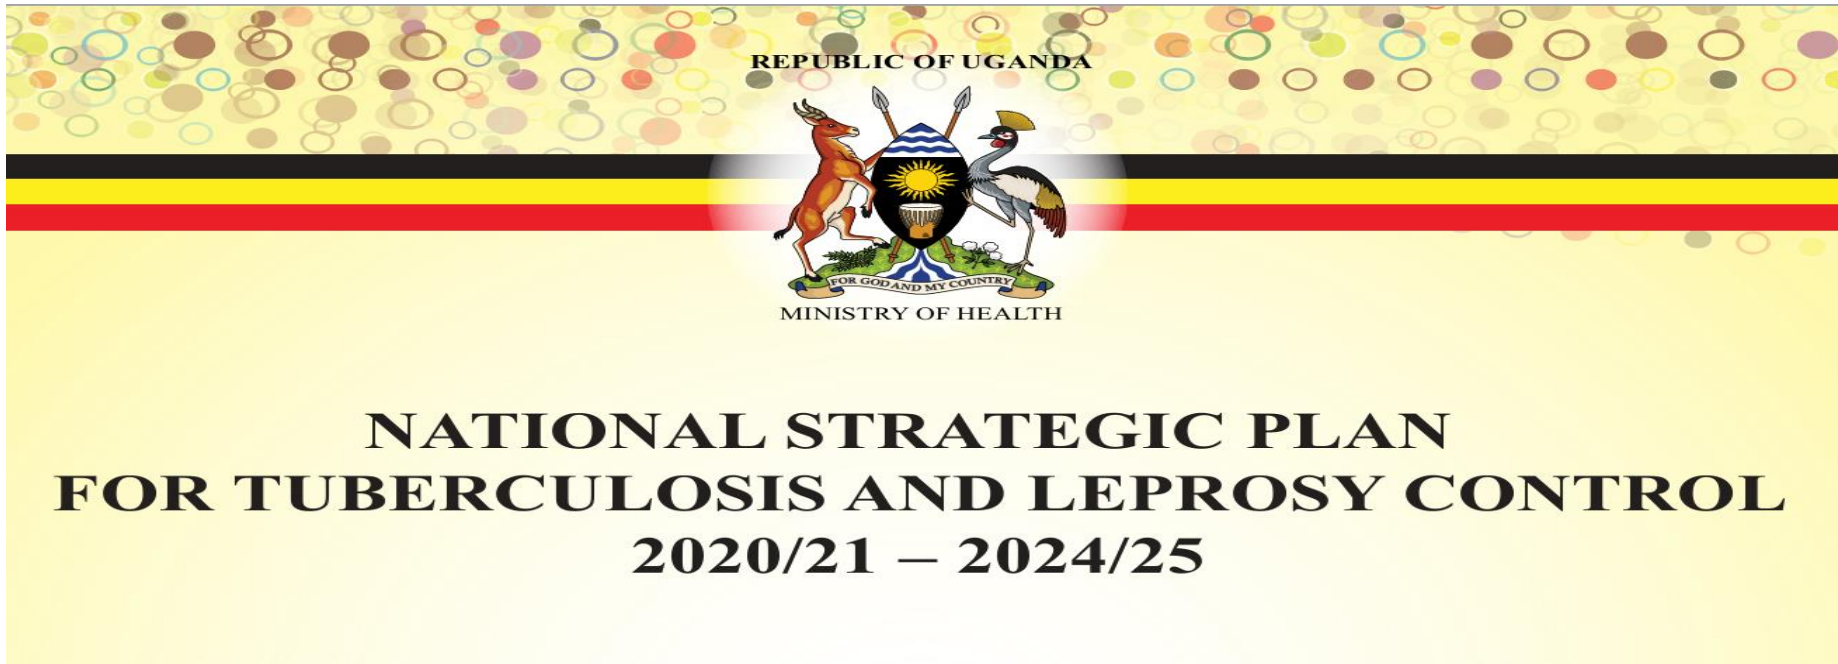 REPUBLIC OF UGANDA
FOR GOD AND MY COUNTRY
MINISTRY OF HEALTH
NATIONAL STRATEGIC PLAN
FOR TUBERCULOSIS AND LEPROSY CONTROL
2020/21 – 2024/25